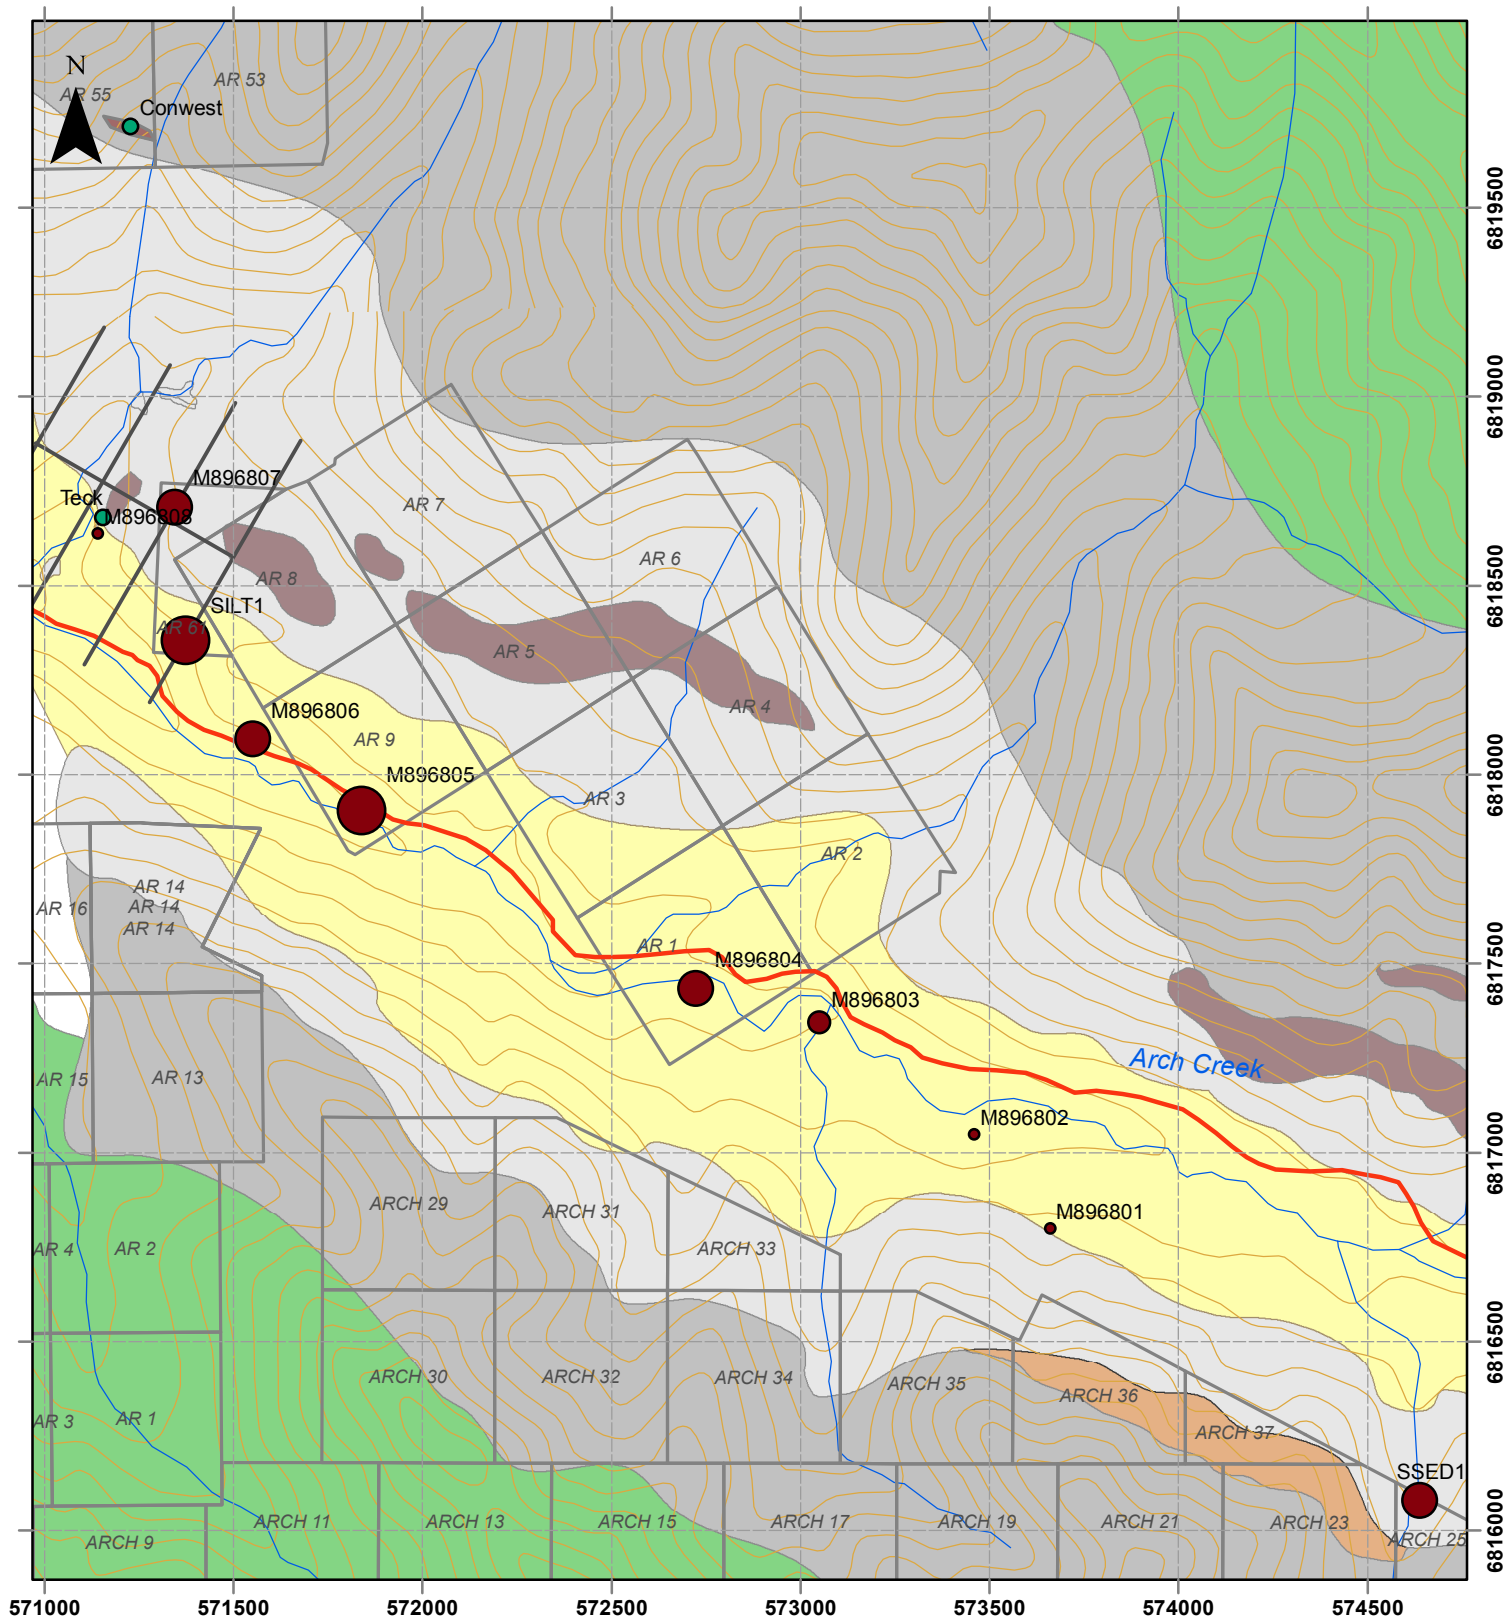 N
AR 53
AR 55
Conwest
6819500
6819000
M896807
Teck
M896808
AR 7
AR 6
AR 8
6818500
SILT1
AR 61
AR 5
AR 4
M896806
AR 9
M896805
6818000
AR 3
AR 2
AR 14
AR 16
AR 14
AR 14
AR 1
M896804
6817500
M896803
Arch Creek
AR 15
AR 13
M896802
6817000
ARCH 29
ARCH 31
M896801
AR 4
AR 2
ARCH 33
ARCH 30
ARCH 32
ARCH 34
ARCH 35
ARCH 36
6816500
AR 3
AR 1
ARCH 37
SSED1
ARCH 9
ARCH 11
ARCH 13
ARCH 15
ARCH 17
ARCH 19
ARCH 21
ARCH 23
ARCH 25
6816000
571000
571500
572000
572500
573000
573500
574000
574500